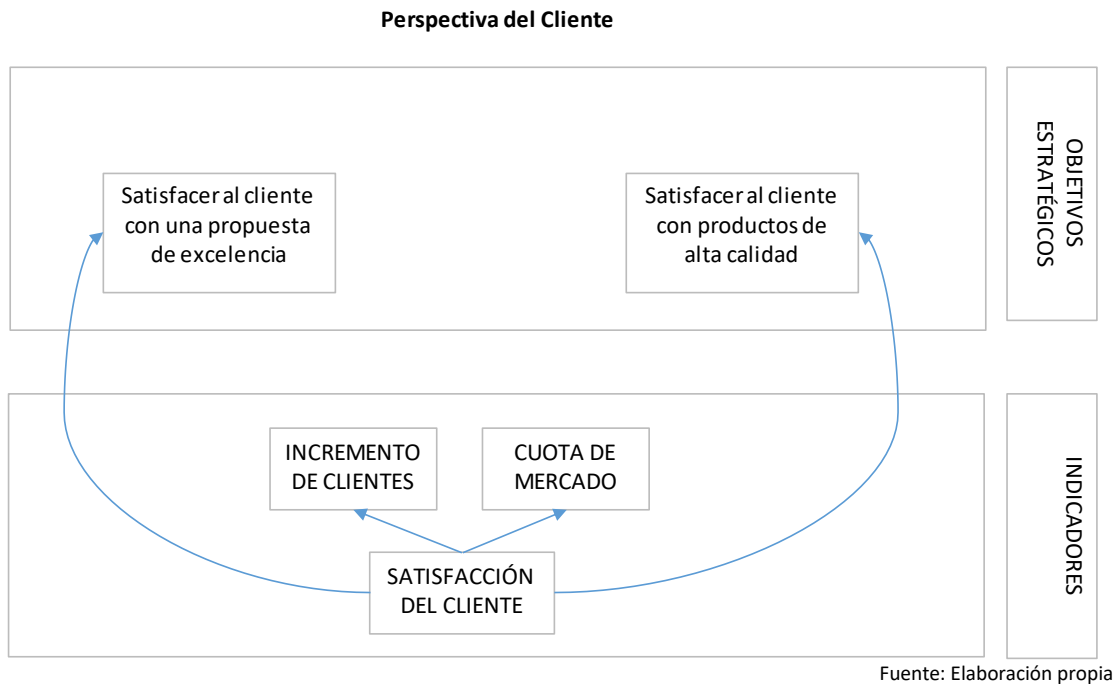 Perspectiva del Cliente
Satisfacer al cliente
con una propuesta
de excelencia
Satisfacer al cliente
con productos de
alta calidad
OBJETIVOS
ESTRATÉGICOS
INCREMENTO
DE CLIENTES
CUOTA DE
MERCADO
SATISFACCIÓN
DEL CLIENTE
INDICADORES
Fuente: Elaboración propia